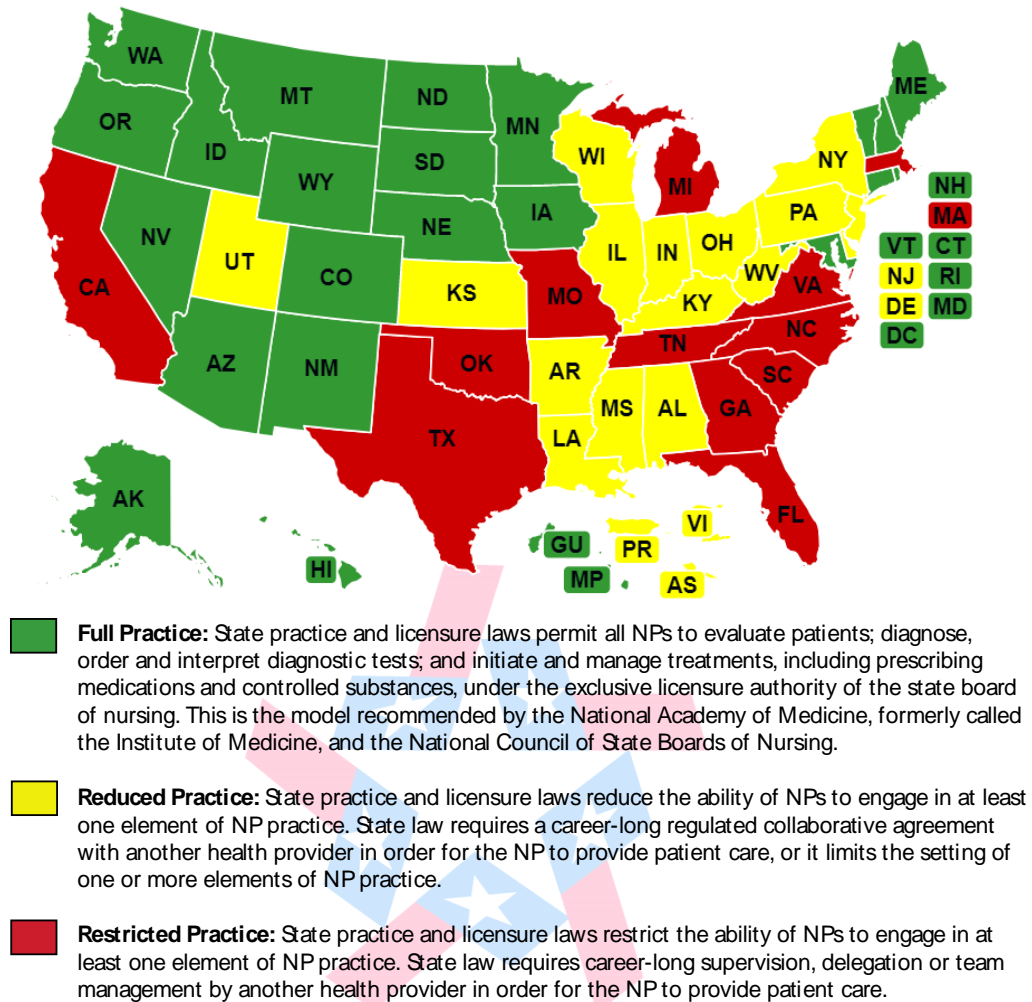 WA
MT
ND
MN
ME
OR
ID
SD
WI
NY
WY
MI
NH
MA
IA
PA
NE
VT CT
NV
OH
IL IN
UT
NJ RI
CO
WV
CA
KS
MO
VA
DE MD
KY
DC
NC
TN
AZ
NM
OK
AR
SC
MS AL GA
TX
LA
AK
FL
VI
GU
PR
HI
MP
AS
Full Practice: State practice and licensure laws permit all NPs to evaluate patients; diagnose,
order and interpret diagnostic tests; and initiate and manage treatments, including prescribing
medications and controlled substances, under the exclusive licensure authority of the state board
of nursing. This is the model recommended by the National Academy of Medicine, formerly called
the Institute of Medicine, and the National Council of State Boards of Nursing.
Reduced Practice: State practice and licensure laws reduce the ability of NPs to engage in at least
one element of NP practice. State law requires a career-long regulated collaborative agreement
with another health provider in order for the NP to provide patient care, or it limits the setting of
one or more elements of NP practice.
Restricted Practice: State practice and licensure laws restrict the ability of NPs to engage in at
least one element of NP practice. State law requires career-long supervision, delegation or team
management by another health provider in order for the NP to provide patient care.